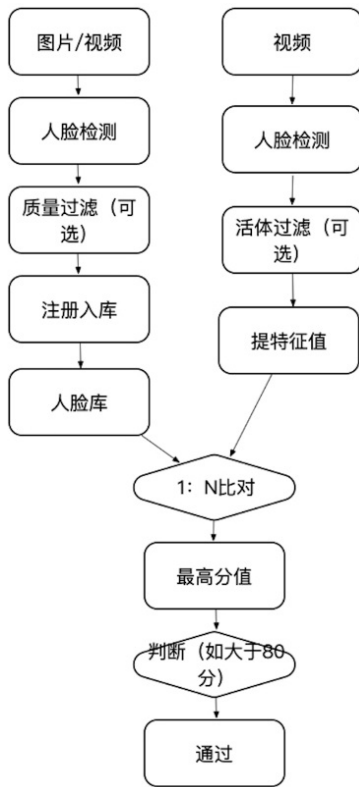 图片/视频
人脸检测
质量过滤（可
选）
注册入库
人脸库
视频
人脸检测
活体过滤（可
选）
提特征值
1：N比对
最高分值
判断（如大于80
分）
通过